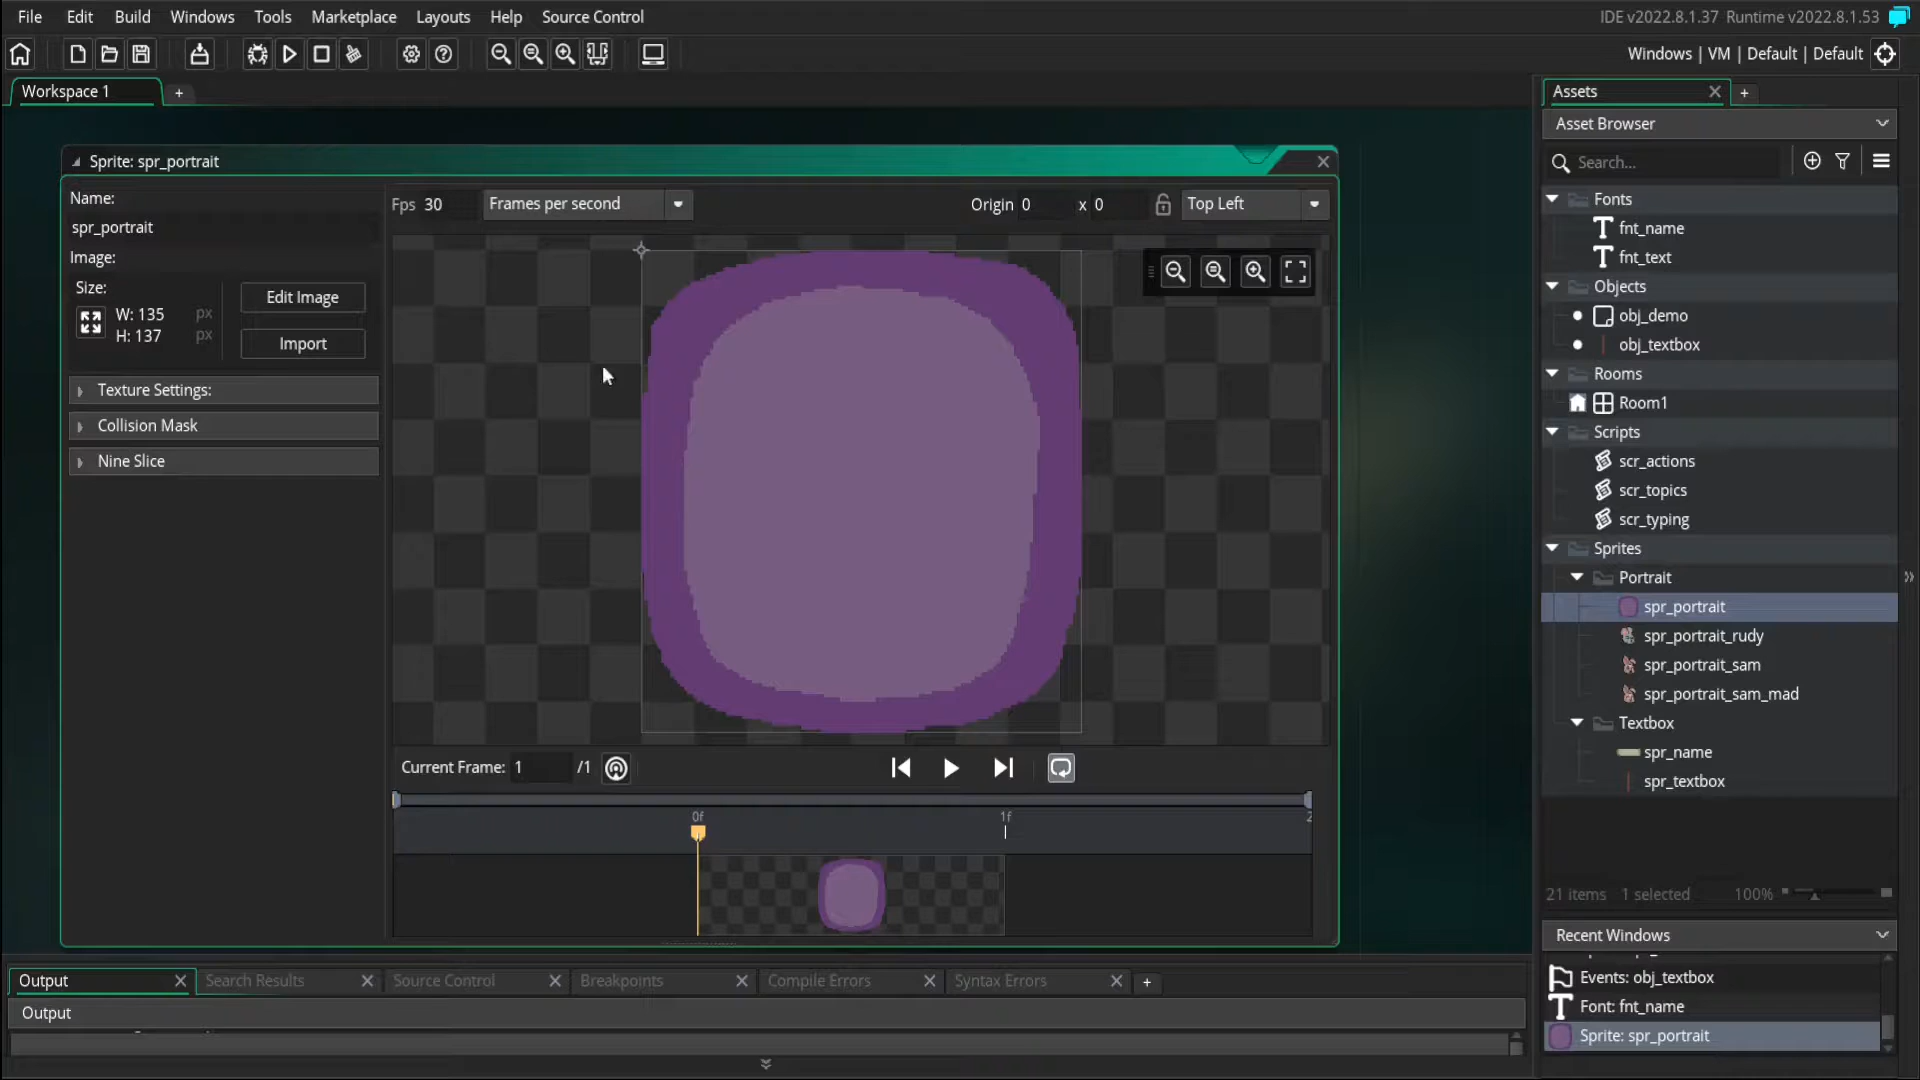 File Edit Build Windows Tools Marketplace Layouts Help Source Control
IDE v2022.8.1.37 Runtime v2022.8.1.53
Windows | VM | Default | Default
Workspace 1 +
Sprite: spr_portrait
Name:
spr_portrait
Image:
Size:
W: 135 px
H: 137 px
Edit Image
Import
Texture Settings:
Collision Mask
Nine Slice
Fps 30 Frames per second
Origin 0 x 0 Top Left
Current Frame: 1 /1
0f 1f 2
Assets
Asset Browser
Search...
Fonts
fnt_name
fnt_text
Objects
obj_demo
obj_textbox
Rooms
Room1
Scripts
scr_actions
scr_topics
scr_typing
Sprites
Portrait
spr_portrait
spr_portrait_rudy
spr_portrait_sam
spr_portrait_sam_mad
Textbox
spr_name
spr_textbox
21 items 1 selected 100%
Recent Windows
Events: obj_textbox
Font: fnt_name
Sprite: spr_portrait
Output Search Results Source Control Breakpoints Compile Errors Syntax Errors +
Output